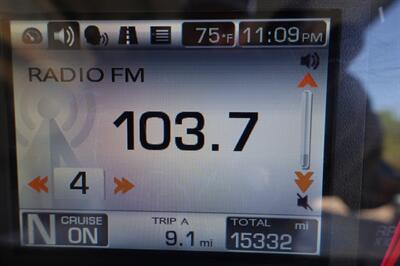 75°F 11:09PM
RADIO FM
103.7
4
N CRUISE ON
TRIP A
9.1 mi
TOTAL mi
15332